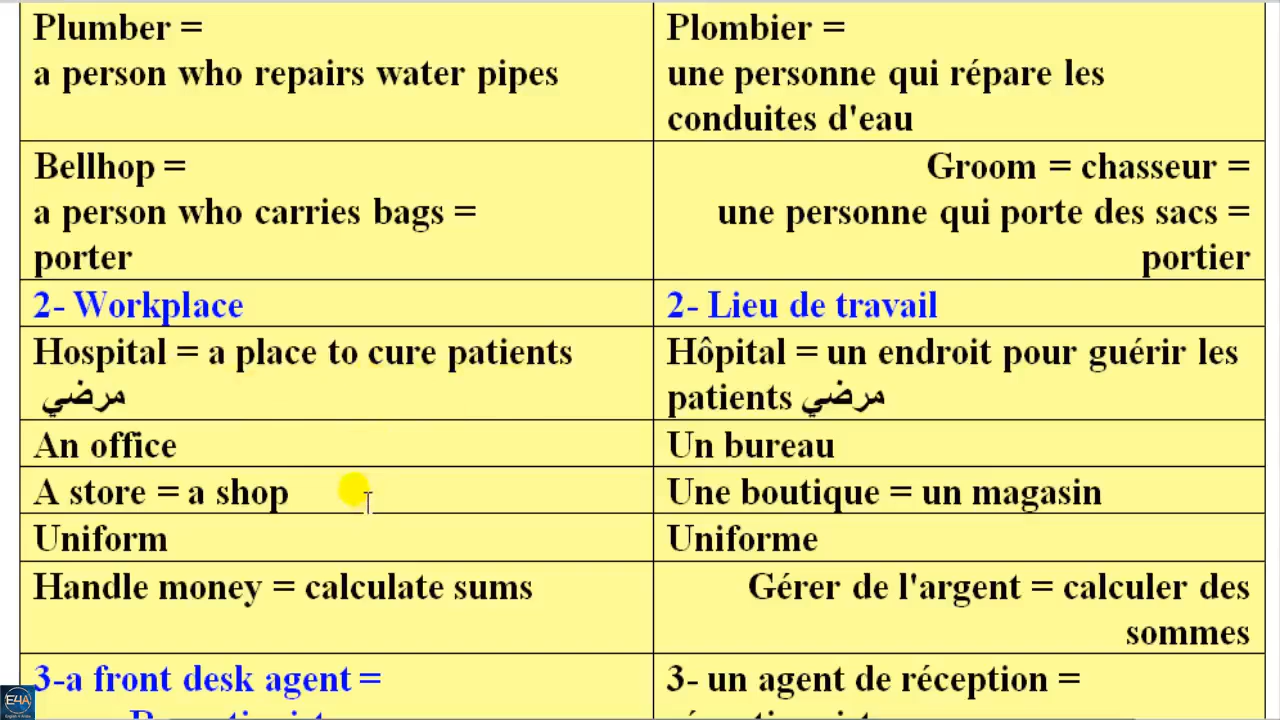 Plumber =
a person who repairs water pipes
Plombier =
une personne qui répare les
conduites d'eau
Bellhop =
a person who carries bags =
porter
Groom = chasseur =
une personne qui porte des sacs =
portier
2- Workplace
2- Lieu de travail
Hospital = a place to cure patients
مرضي
Hôpital = un endroit pour guérir les
patients مرضي
An office
Un bureau
A store = a shop
Une boutique = un magasin
Uniform
Uniforme
Handle money = calculate sums
Gérer de l'argent = calculer des
sommes
3-a front desk agent =
3- un agent de réception =
E4A